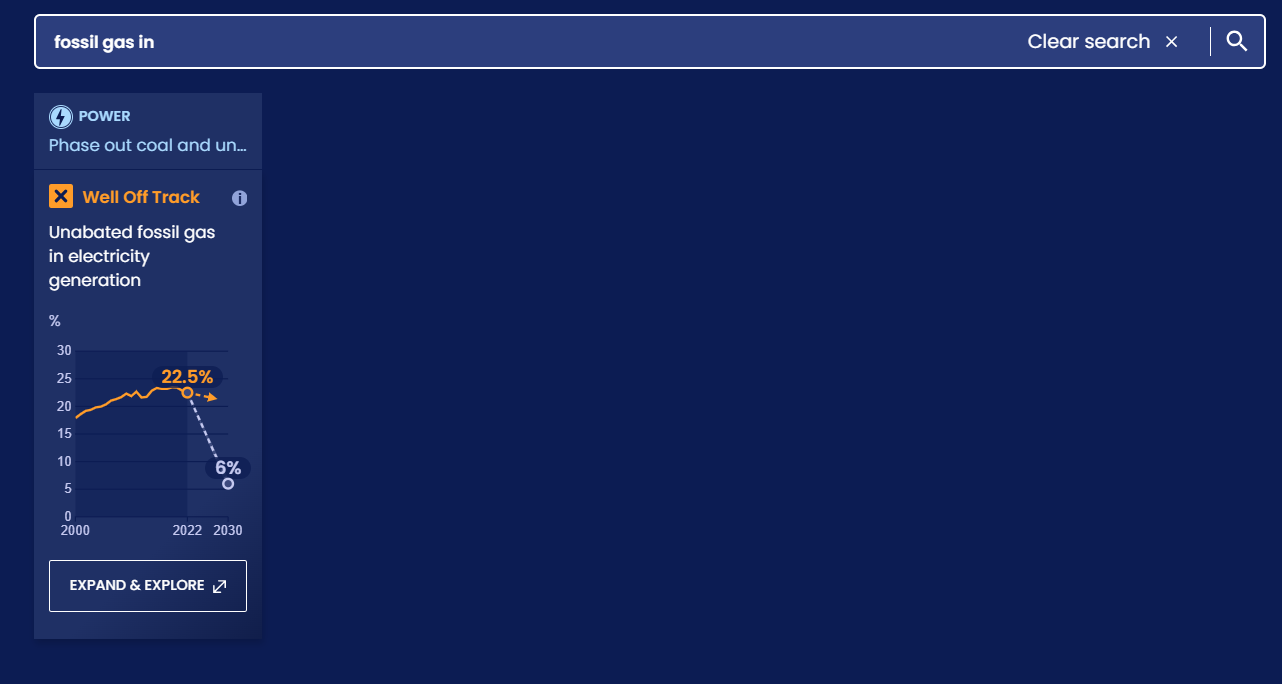 fossil gas in
Clear search ×
POWER
Phase out coal and un...
Well Off Track
Unabated fossil gas
in electricity
generation
%
30
25
22.5%
20
15
10
6%
5
0
2000 2022 2030
EXPAND & EXPLORE